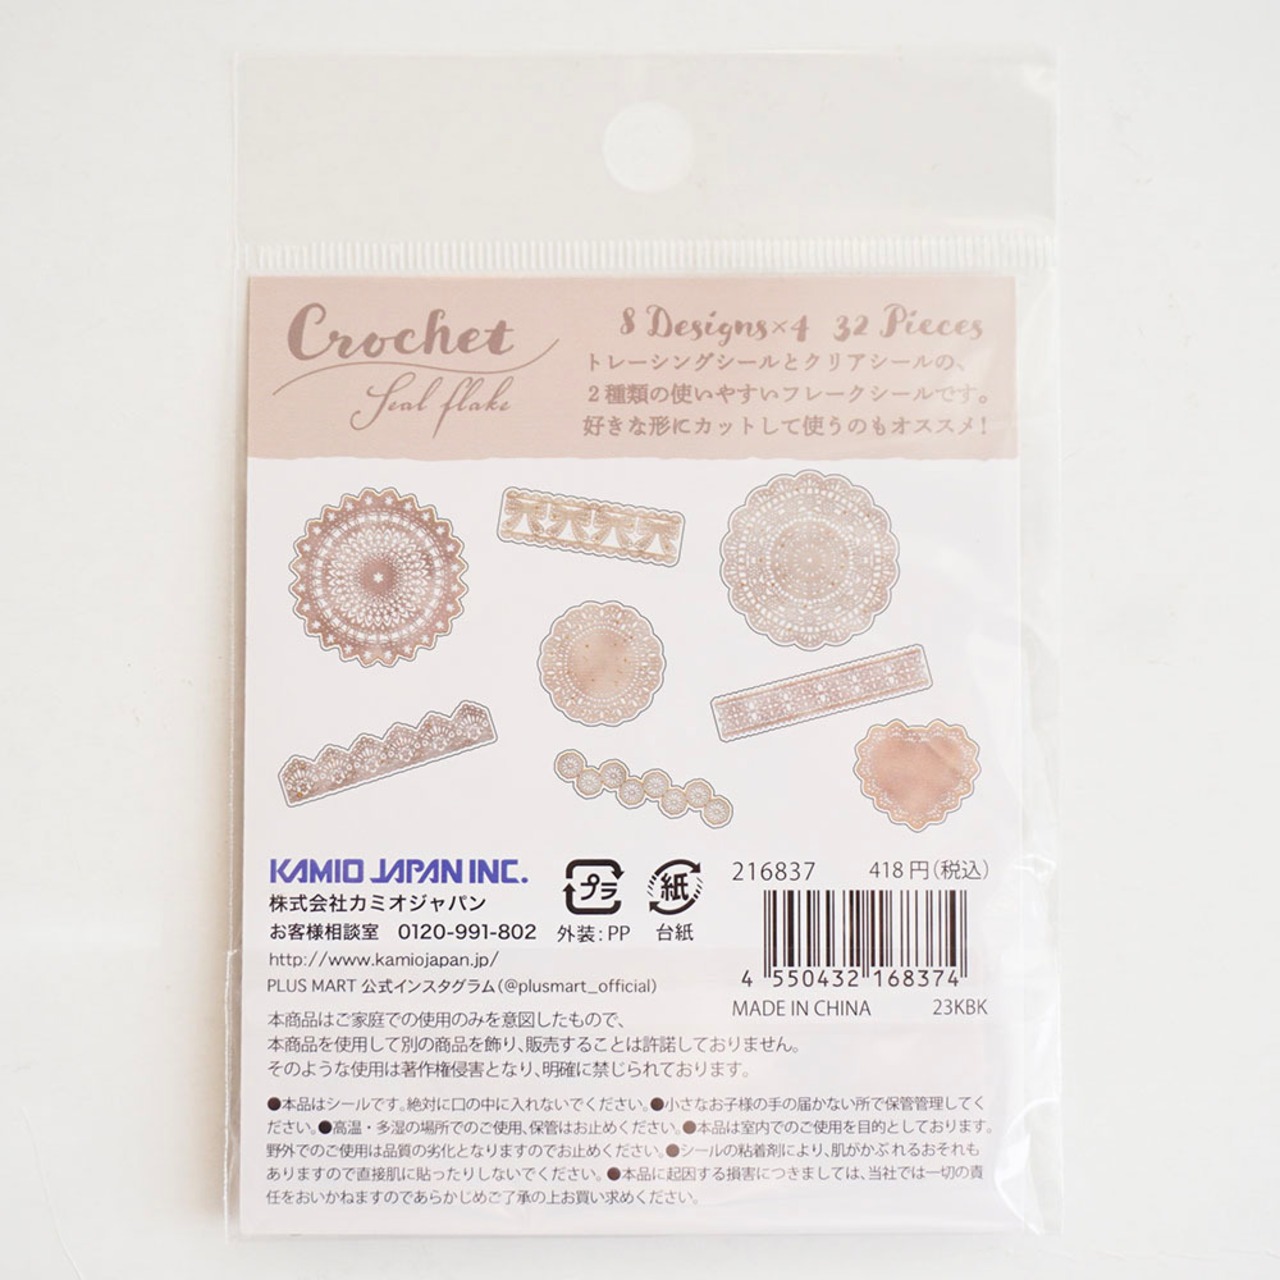 Crochet
Seal flake
8 Designs×4 32 Pieces
トレーシングシールとクリアシールの、
2種類の使いやすいフレークシールです。
好きな形にカットして使うのもオススメ!
KAMIO JAPAN INC.
株式会社カミオジャパン
お客様相談室 0120-991-802
http://www.kamiojapan.jp/
PLUS MART 公式インスタグラム(@plusmart_official)
プラ
外装:PP
紙
台紙
216837 418円(税込)
4 550432 168374
MADE IN CHINA 23KBK
本商品はご家庭での使用のみを意図したもので、
本商品を使用して別の商品を飾り、販売することは許諾しておりません。
そのような使用は著作権侵害となり、明確に禁じられております。
●本品はシールです。絶対に口の中に入れないでください。●小さなお子様の手の届かない所で保管管理してく
ださい。●高温・多湿の場所でのご使用、保管はお止めください。●本品は室内でのご使用を目的としております。
野外でのご使用は品質の劣化となりますのでお止めください。●シールの粘着剤により、肌がかぶれるおそれも
ありますので直接肌に貼ったりしないでください。●本品に起因する損害につきましては、当社では一切の責
任をおいかねますのであらかじめご了承の上お買い求めください。